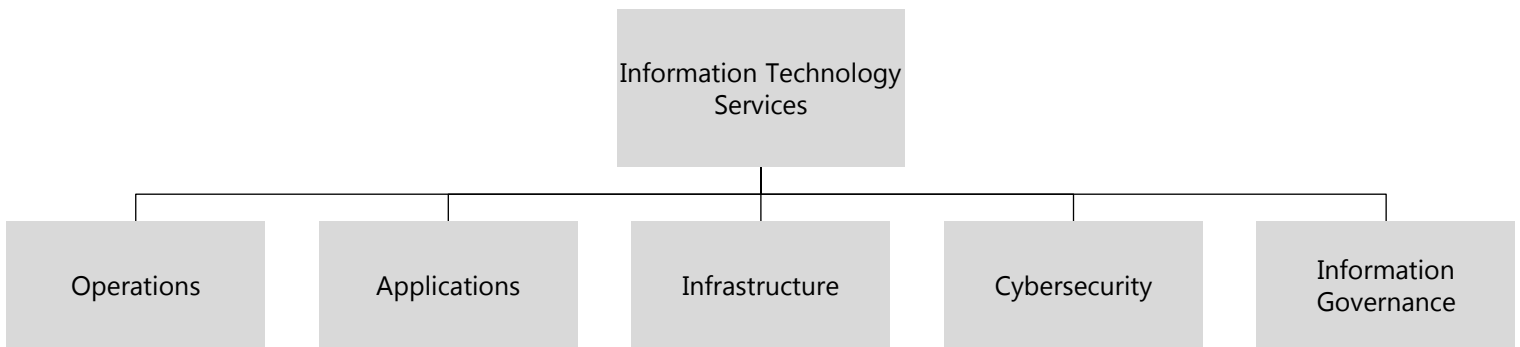 Information Technology
Services
Operations
Applications
Infrastructure
Cybersecurity
Information
Governance